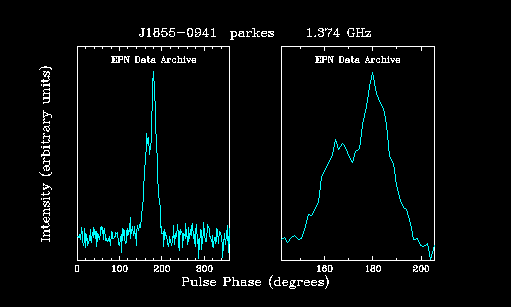 J1855-0941 parkes 1.374 GHz
EPN Data Archive EPN Data Archive
Intensity (arbitrary units)
0 100 200 300 160 180 200
Pulse Phase (degrees)